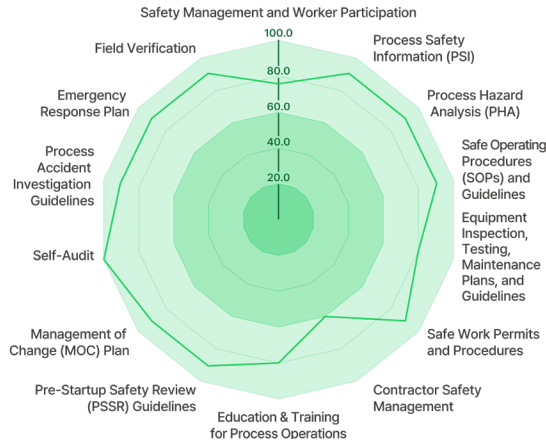 Safety Management and Worker Participation
100.0
80.0
60.0
40.0
20.0
Process Safety
Information (PSI)
Process Hazard
Analysis (PHA)
Safe Operating
Procedures
(SOPs) and
Guidelines
Equipment
Inspection,
Testing,
Maintenance
Plans, and
Guidelines
Safe Work Permits
and Procedures
Contractor Safety
Management
Education & Training
for Process Operations
Pre-Startup Safety Review
(PSSR) Guidelines
Management of
Change (MOC) Plan
Self-Audit
Process
Accident
Investigation
Guidelines
Emergency
Response Plan
Field Verification